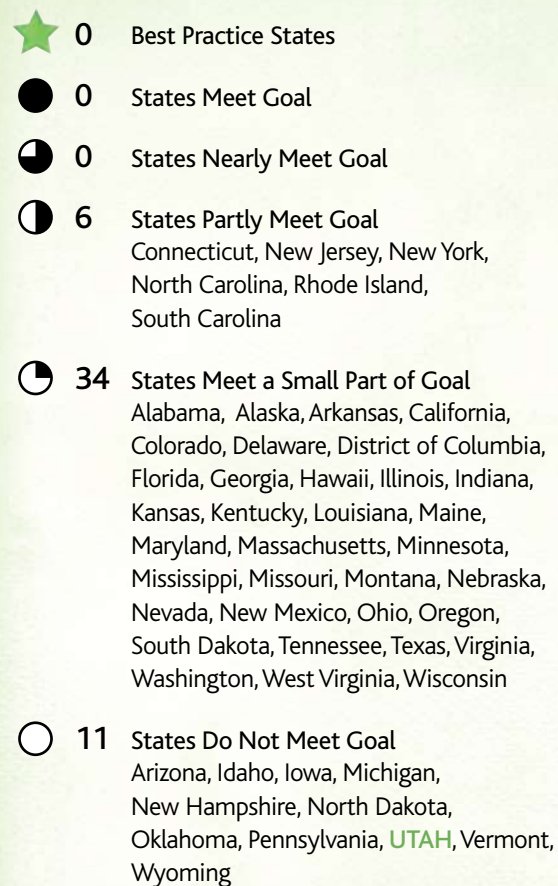 0 Best Practice States
0 States Meet Goal
0 States Nearly Meet Goal
6 States Partly Meet Goal
Connecticut, New Jersey, New York,
North Carolina, Rhode Island,
South Carolina
34 States Meet a Small Part of Goal
Alabama, Alaska, Arkansas, California,
Colorado, Delaware, District of Columbia,
Florida, Georgia, Hawaii, Illinois, Indiana,
Kansas, Kentucky, Louisiana, Maine,
Maryland, Massachusetts, Minnesota,
Mississippi, Missouri, Montana, Nebraska,
Nevada, New Mexico, Ohio, Oregon,
South Dakota, Tennessee, Texas, Virginia,
Washington, West Virginia, Wisconsin
11 States Do Not Meet Goal
Arizona, Idaho, Iowa, Michigan,
New Hampshire, North Dakota,
Oklahoma, Pennsylvania, UTAH, Vermont,
Wyoming